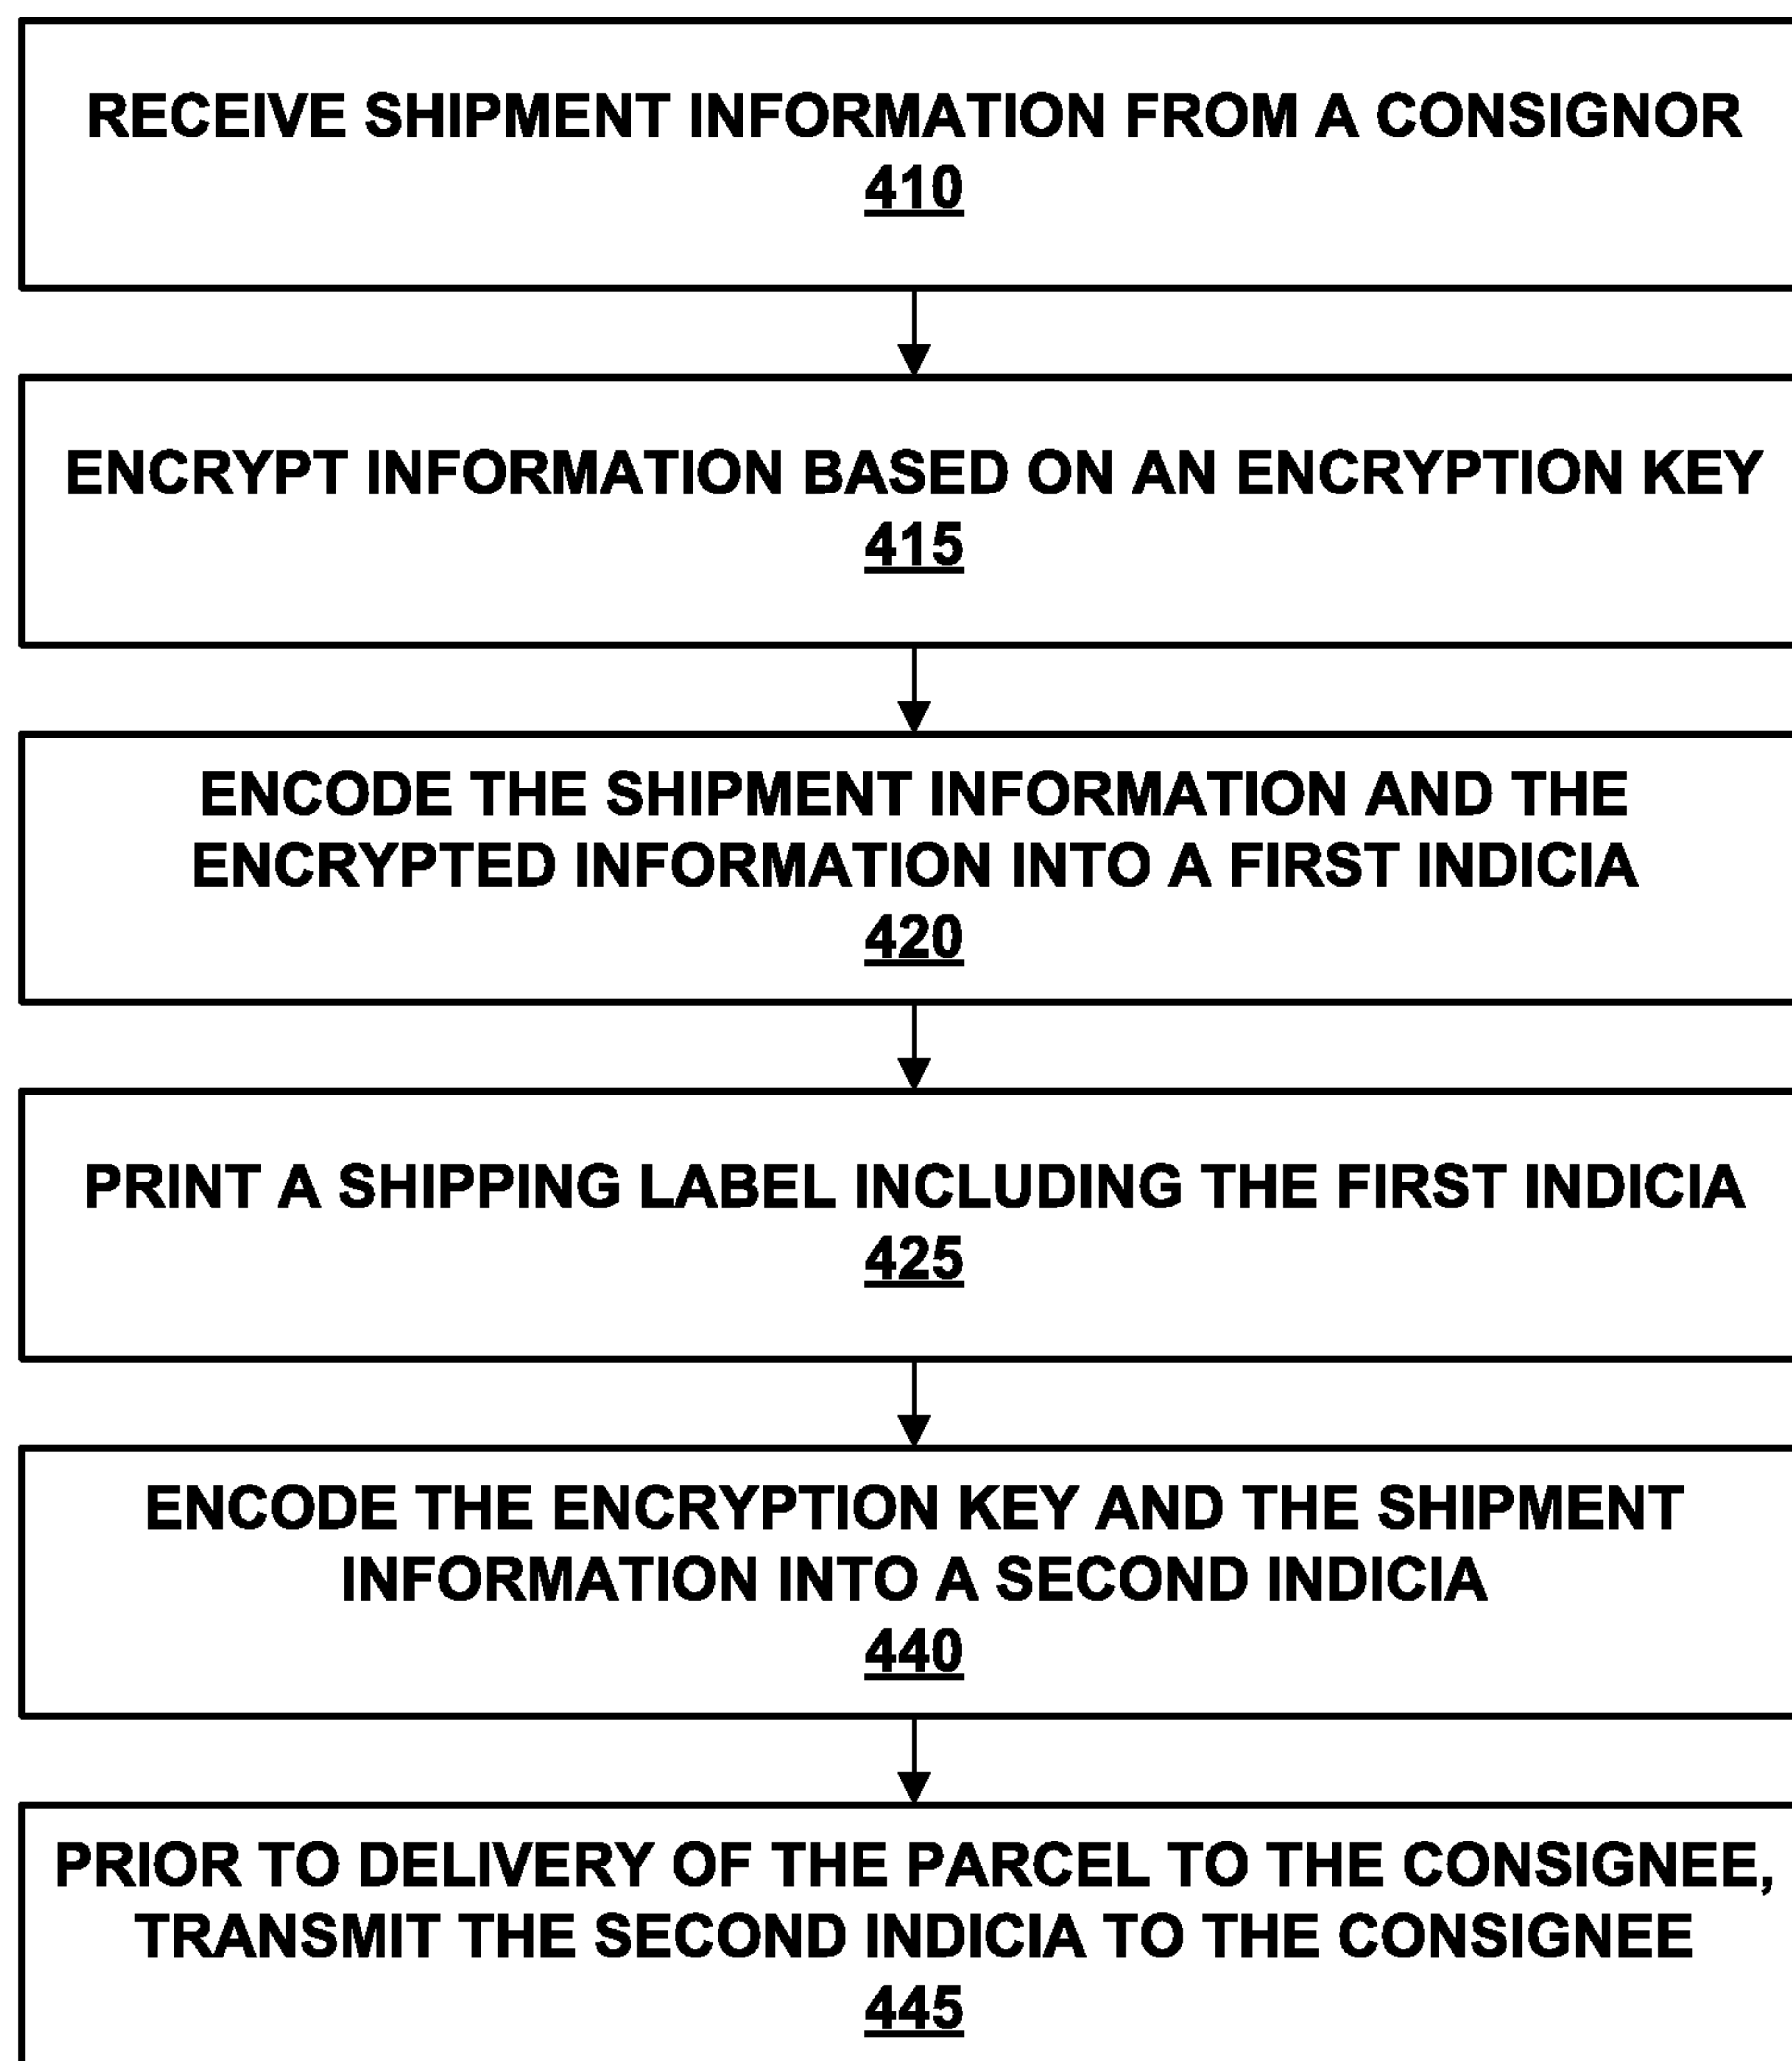 RECEIVE SHIPMENT INFORMATION FROM A CONSIGNOR
410
ENCRYPT INFORMATION BASED ON AN ENCRYPTION KEY
415
ENCODE THE SHIPMENT INFORMATION AND THE
ENCRYPTED INFORMATION INTO A FIRST INDICIA
420
PRINT A SHIPPING LABEL INCLUDING THE FIRST INDICIA
425
ENCODE THE ENCRYPTION KEY AND THE SHIPMENT
INFORMATION INTO A SECOND INDICIA
440
PRIOR TO DELIVERY OF THE PARCEL TO THE CONSIGNEE,
TRANSMIT THE SECOND INDICIA TO THE CONSIGNEE
445